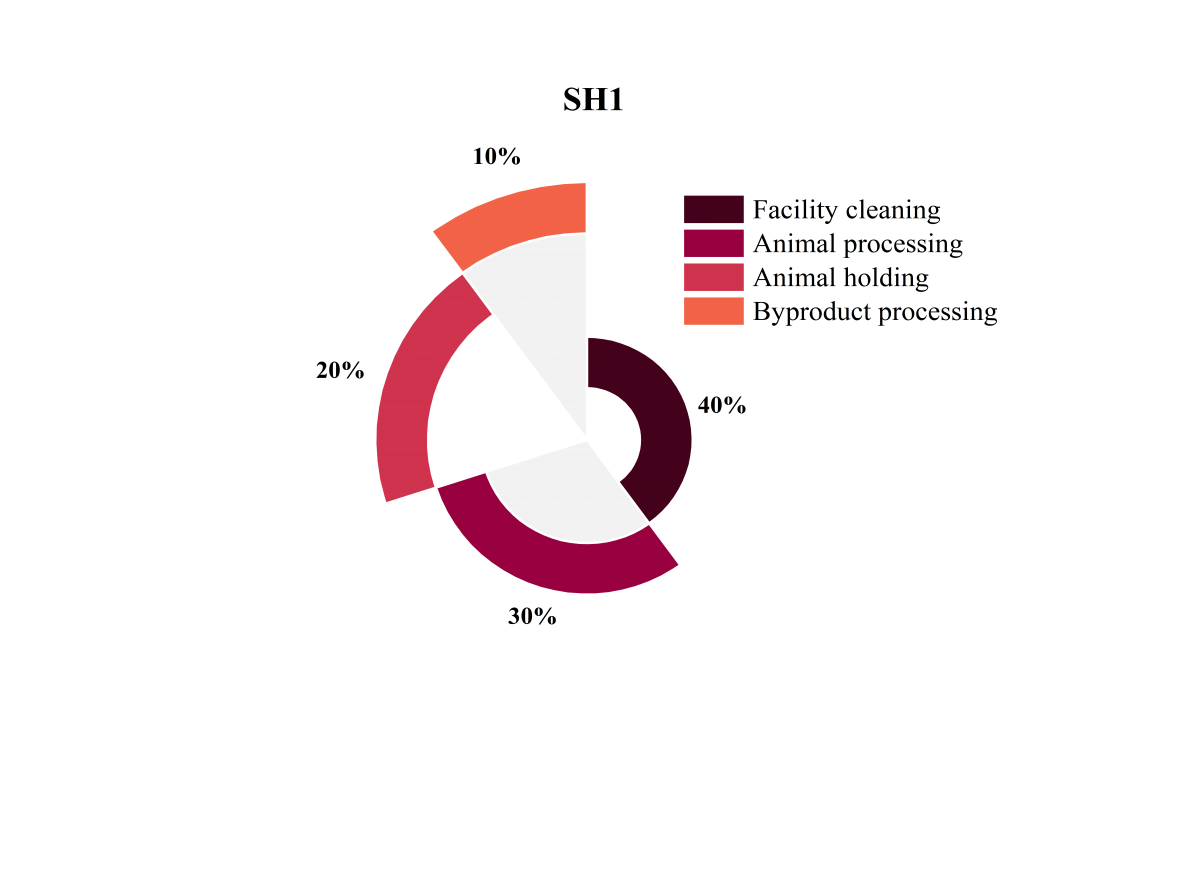 SH1
10%
Facility cleaning
Animal processing
Animal holding
Byproduct processing
20%
40%
30%